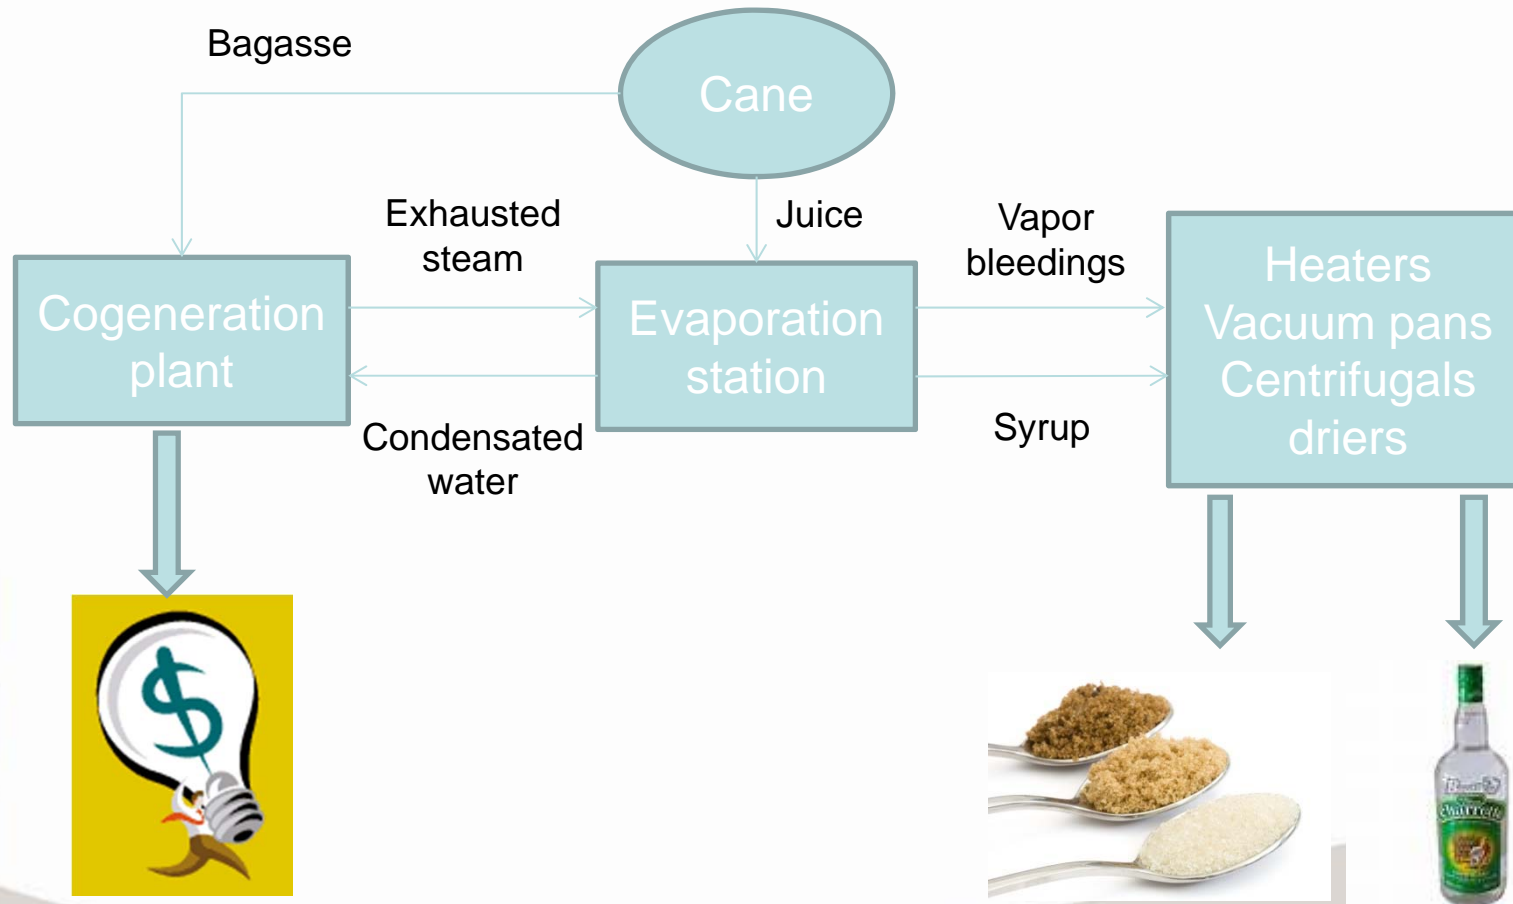 Bagasse
Cane
Exhausted
steam
Juice
Vapor
bleedings
Cogeneration
plant
Evaporation
station
Heaters
Vacuum pans
Centrifugals
driers
Condensated
water
Syrup
$
Charrette